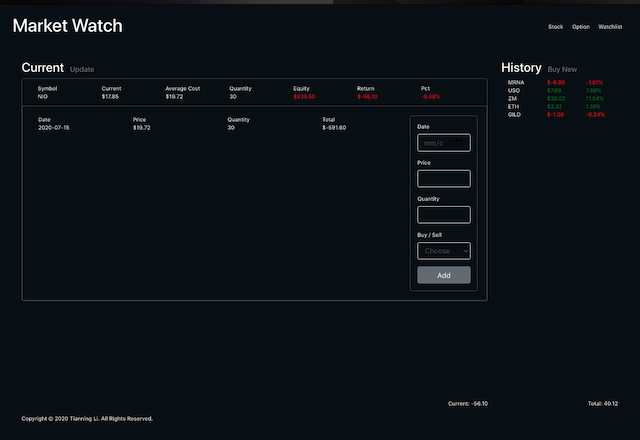 Market Watch
Stock Option Watchlist
Current Update
History Buy New
Symbol Current Average Cost Quantity Equity Return Pct
NIO $17.85 $19.72 30 $535.50 $-56.10 -9.48%
Date Price Quantity Total
2020-07-15 $19.72 30 $-591.60
Date
mm/c
Price
Quantity
Buy / Sell
Choose
Add
MRNA -1.61%
USO $7.68 7.86%
ZM $38.03 11.04%
ETH $2.33 1.16%
GILD $-1.00 -0.24%
Current: -56.10
Total: 40.12
Copyright © 2020 Tianning Li. All Rights Reserved.